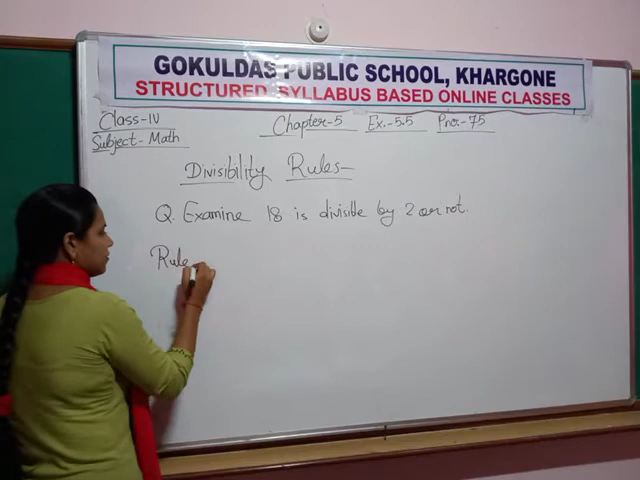 GOKULDAS PUBLIC SCHOOL, KHARGONE
STRUCTURED SYLLABUS BASED ONLINE CLASSES
Class-IV Chapter-5 Ex.-5.5 P.no.-75
Subject- Math
Divisibility Rules-
Q. Examine 18 is divisible by 2 or not.
Rule